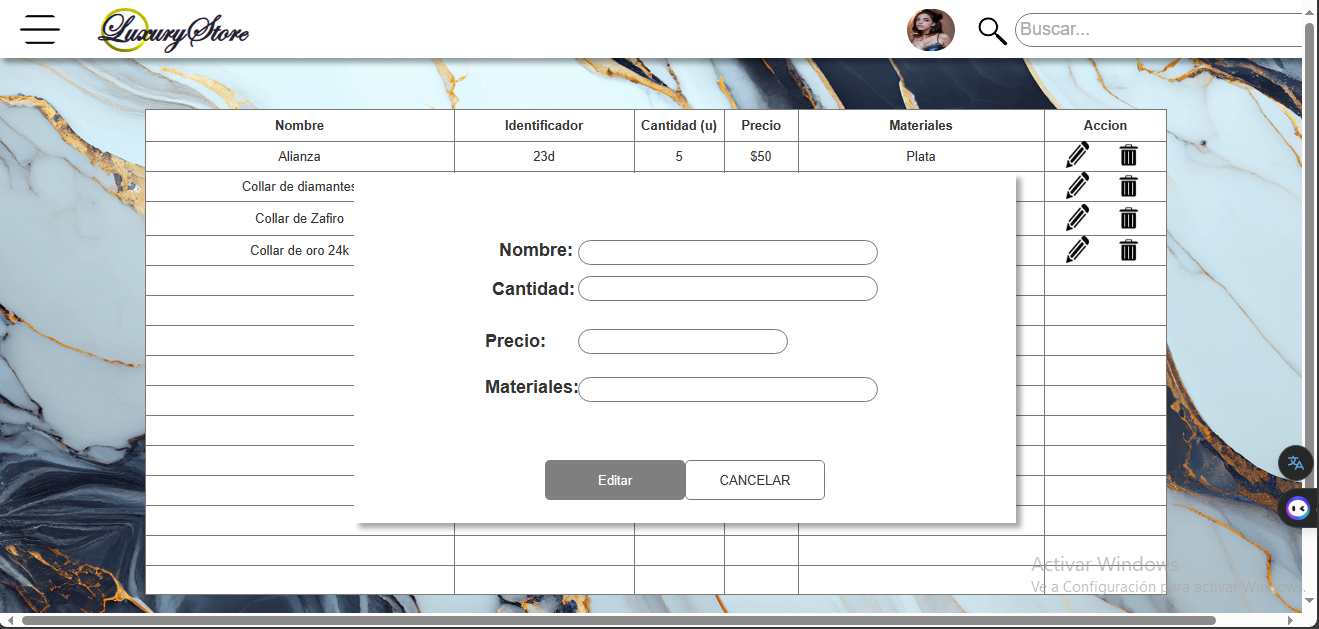 LuxuryStore
Buscar...
Nombre Identificador Cantidad (u) Precio Materiales Accion
Alianza 23d 5 $50 Plata
Collar de diamantes
Collar de Zafiro
Collar de oro 24k
Nombre:
Cantidad:
Precio:
Materiales:
Editar CANCELAR
Activar Windows
Ve a Configuración para activar Windows.